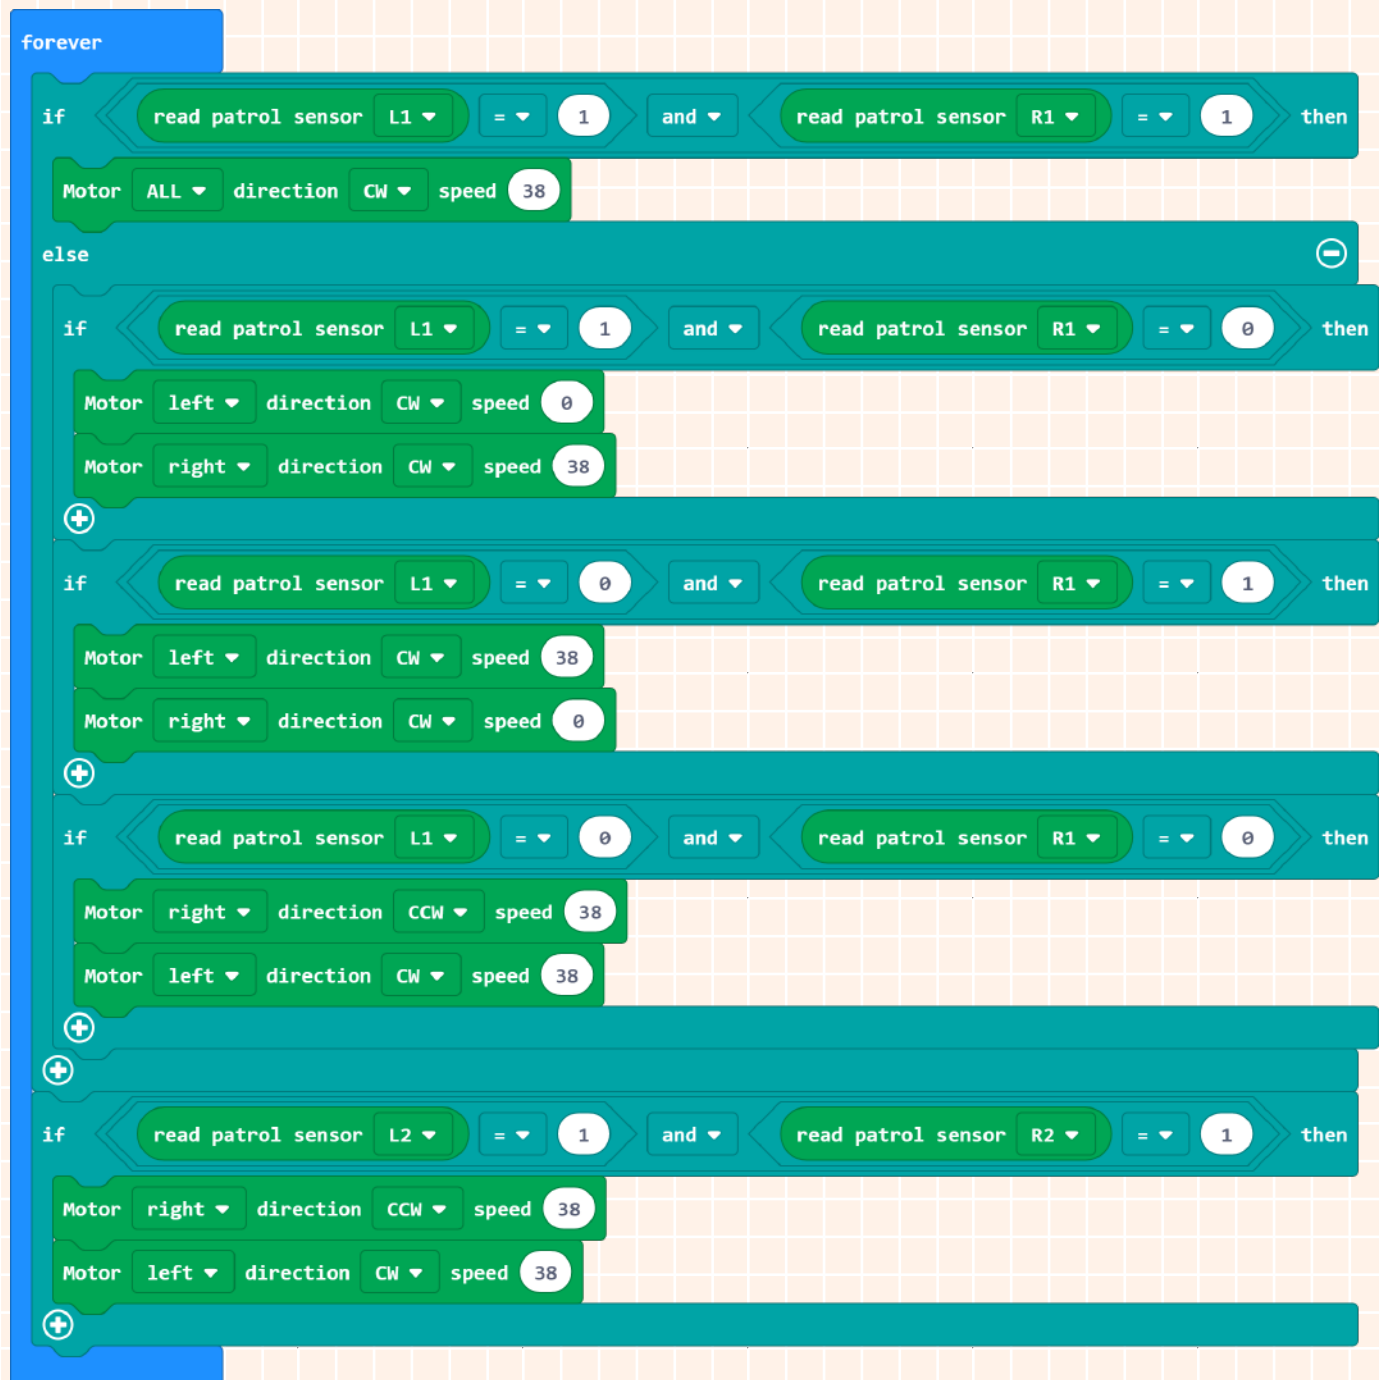 forever
if read patrol sensor L1 = 1 and read patrol sensor R1 = 1 then
Motor ALL direction CW speed 38
else
if read patrol sensor L1 = 1 and read patrol sensor R1 = 0 then
Motor left direction CW speed 0
Motor right direction CW speed 38
if read patrol sensor L1 = 0 and read patrol sensor R1 = 1 then
Motor left direction CW speed 38
Motor right direction CW speed 0
if read patrol sensor L1 = 0 and read patrol sensor R1 = 0 then
Motor right direction CCW speed 38
Motor left direction CW speed 38
if read patrol sensor L2 = 1 and read patrol sensor R2 = 1 then
Motor right direction CCW speed 38
Motor left direction CW speed 38